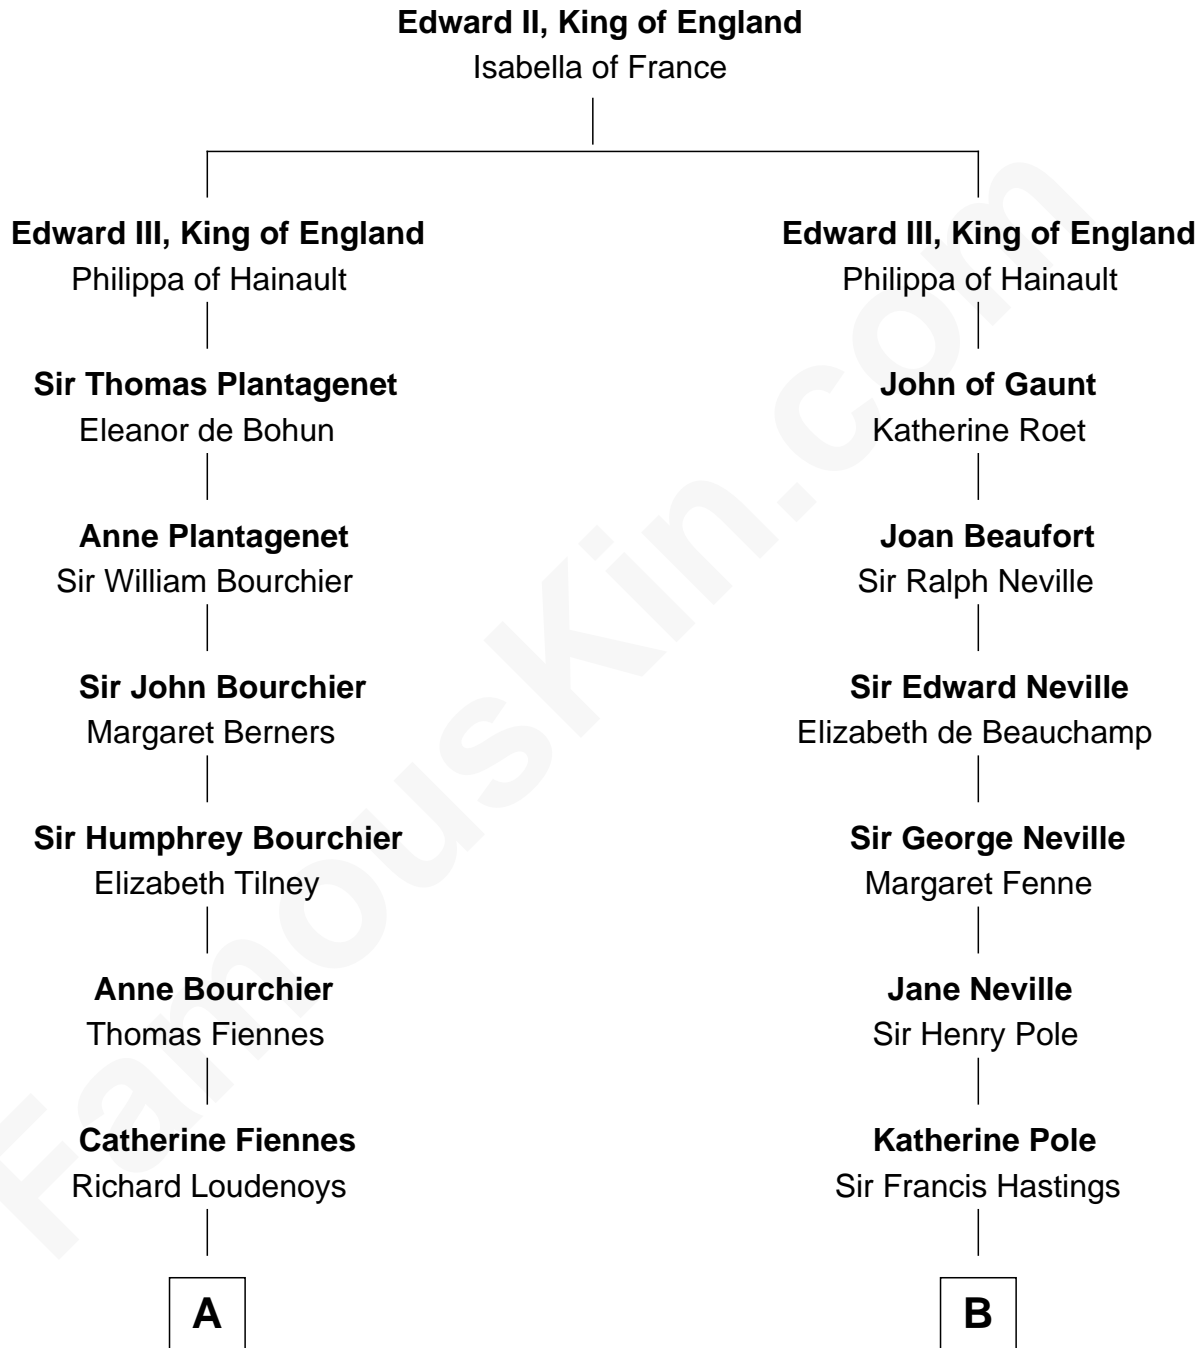 Edward II, King of England
Isabella of France
Edward III, King of England
Philippa of Hainault
Sir Thomas Plantagenet
Eleanor de Bohun
Anne Plantagenet
Sir William Bourchier
Sir John Bourchier
Margaret Berners
Sir Humphrey Bourchier
Elizabeth Tilney
Anne Bourchier
Thomas Fiennes
Catherine Fiennes
Richard Loudenoys
A
Edward III, King of England
Philippa of Hainault
John of Gaunt
Katherine Roet
Joan Beaufort
Sir Ralph Neville
Sir Edward Neville
Elizabeth de Beauchamp
Sir George Neville
Margaret Fenne
Jane Neville
Sir Henry Pole
Katherine Pole
Sir Francis Hastings
B
FamousKin.com